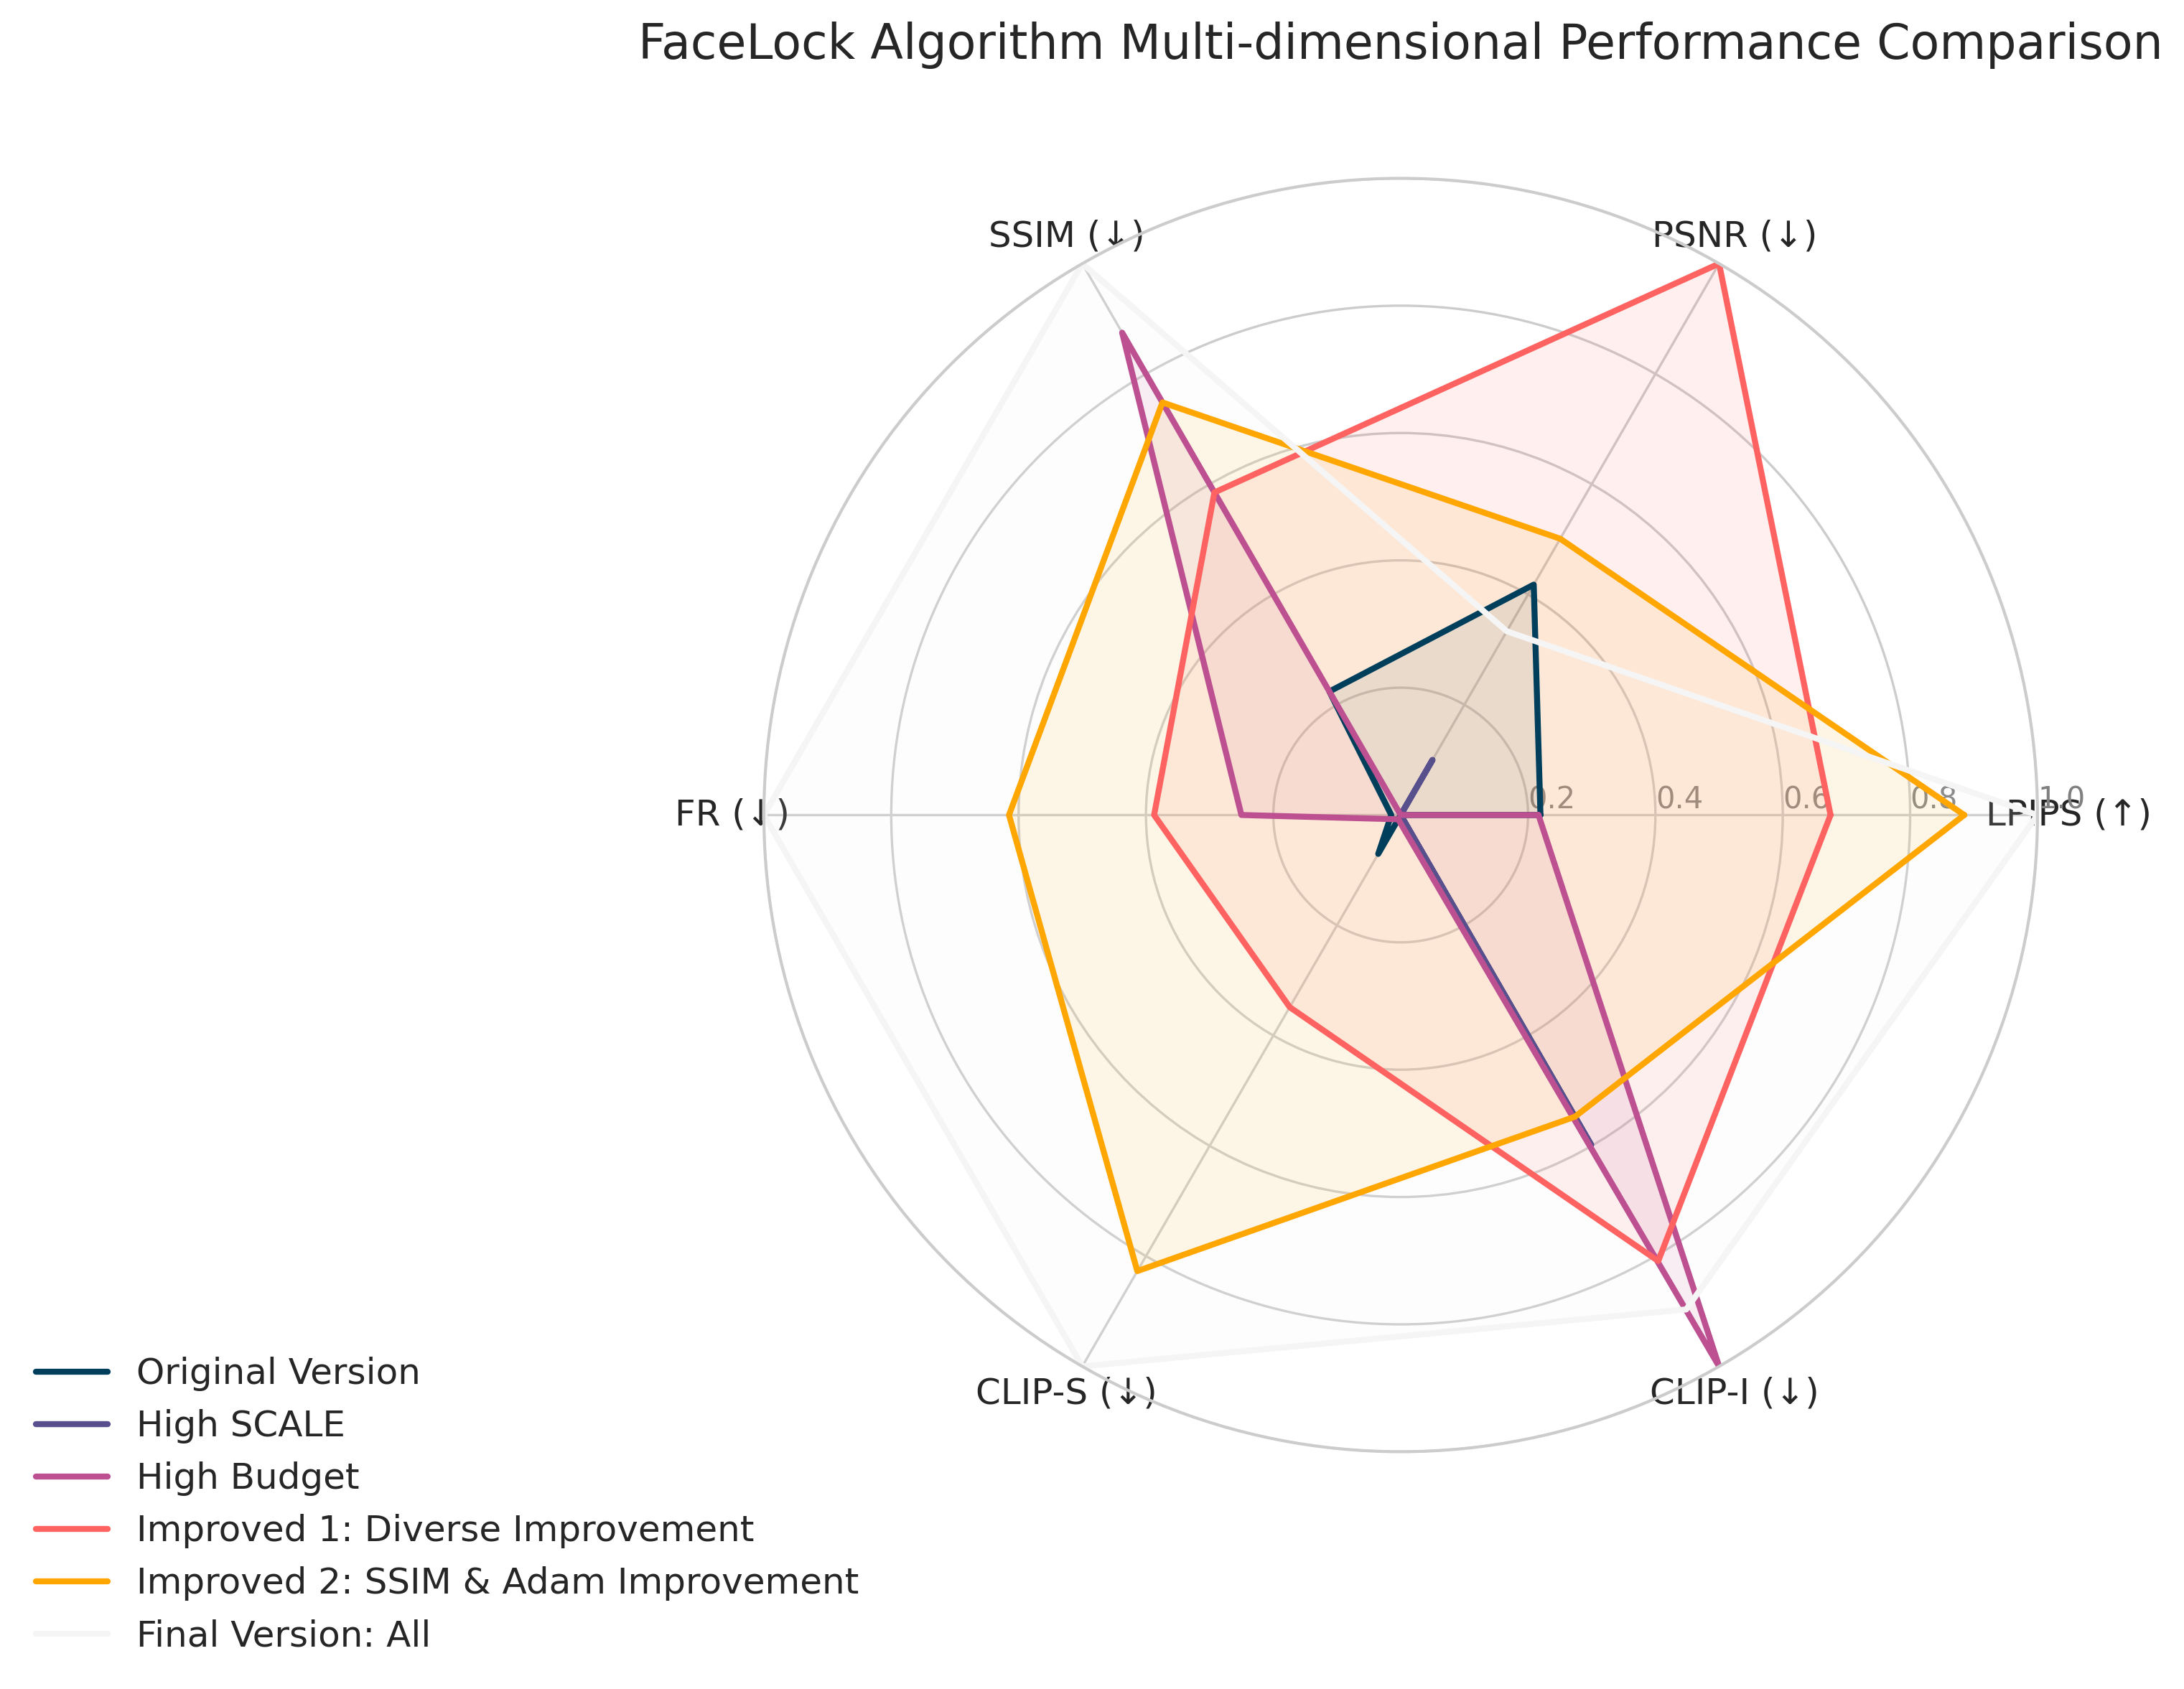 FaceLock Algorithm Multi-dimensional Performance Comparison
SSIM (↓)
PSNR (↓)
FR (↓)
0.2
0.4
0.6
0.8
1.0
LPIPS (↑)
CLIP-S (↓)
CLIP-I (↓)
Original Version
High SCALE
High Budget
Improved 1: Diverse Improvement
Improved 2: SSIM & Adam Improvement
Final Version: All